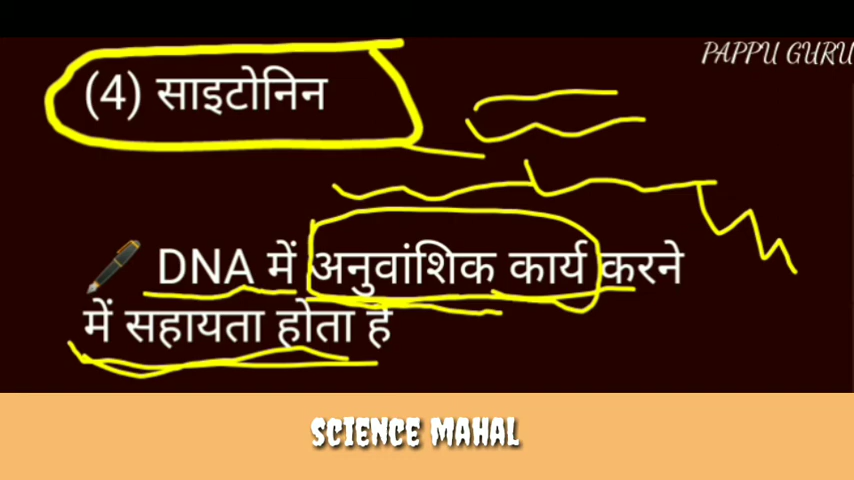 PAPPU GURU
(4) साइटोनिन
DNA में अनुवांशिक कार्य करने
में सहायता होता है
SCIENCE MAHAL